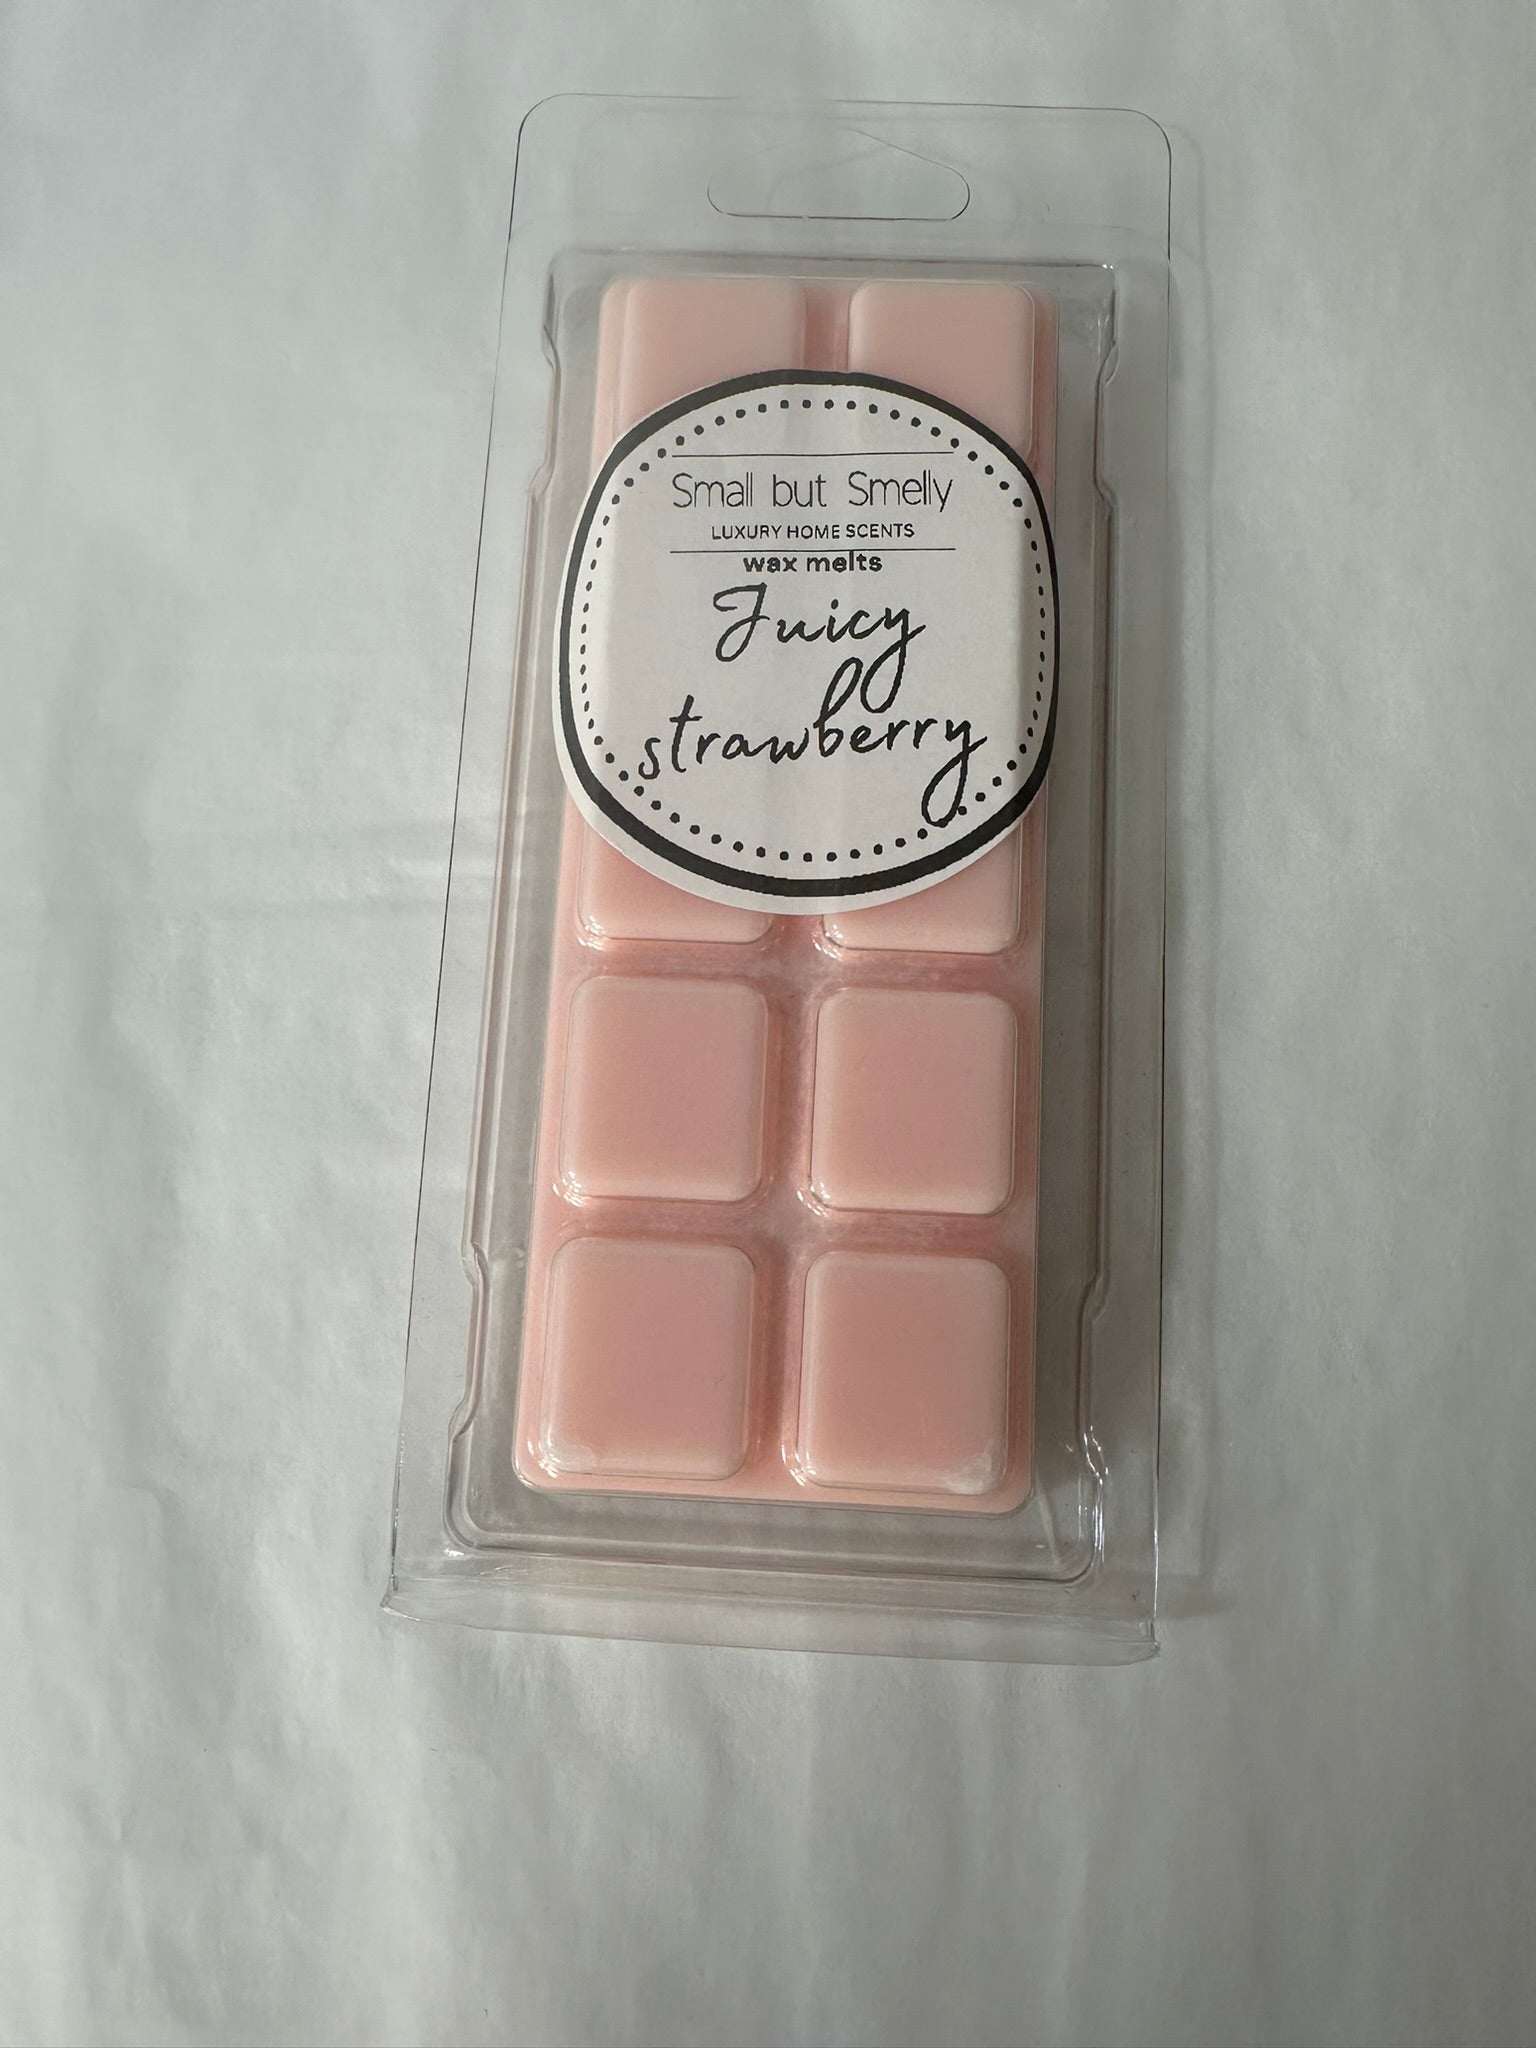 Small but Smelly
LUXURY HOME SCENTS
wax melts
Juicy
strawberry